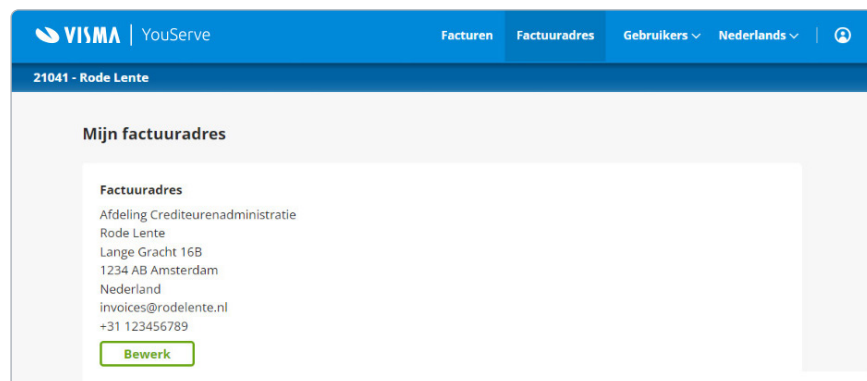 VISMA | YouServe Facturen Factuuradres Gebruikers Nederlands
21041 - Rode Lente
Mijn factuuradres
Factuuradres
Afdeling Crediteurenadministratie
Rode Lente
Lange Gracht 16B
1234 AB Amsterdam
Nederland
invoices@rodelente.nl
+31 123456789
Bewerk